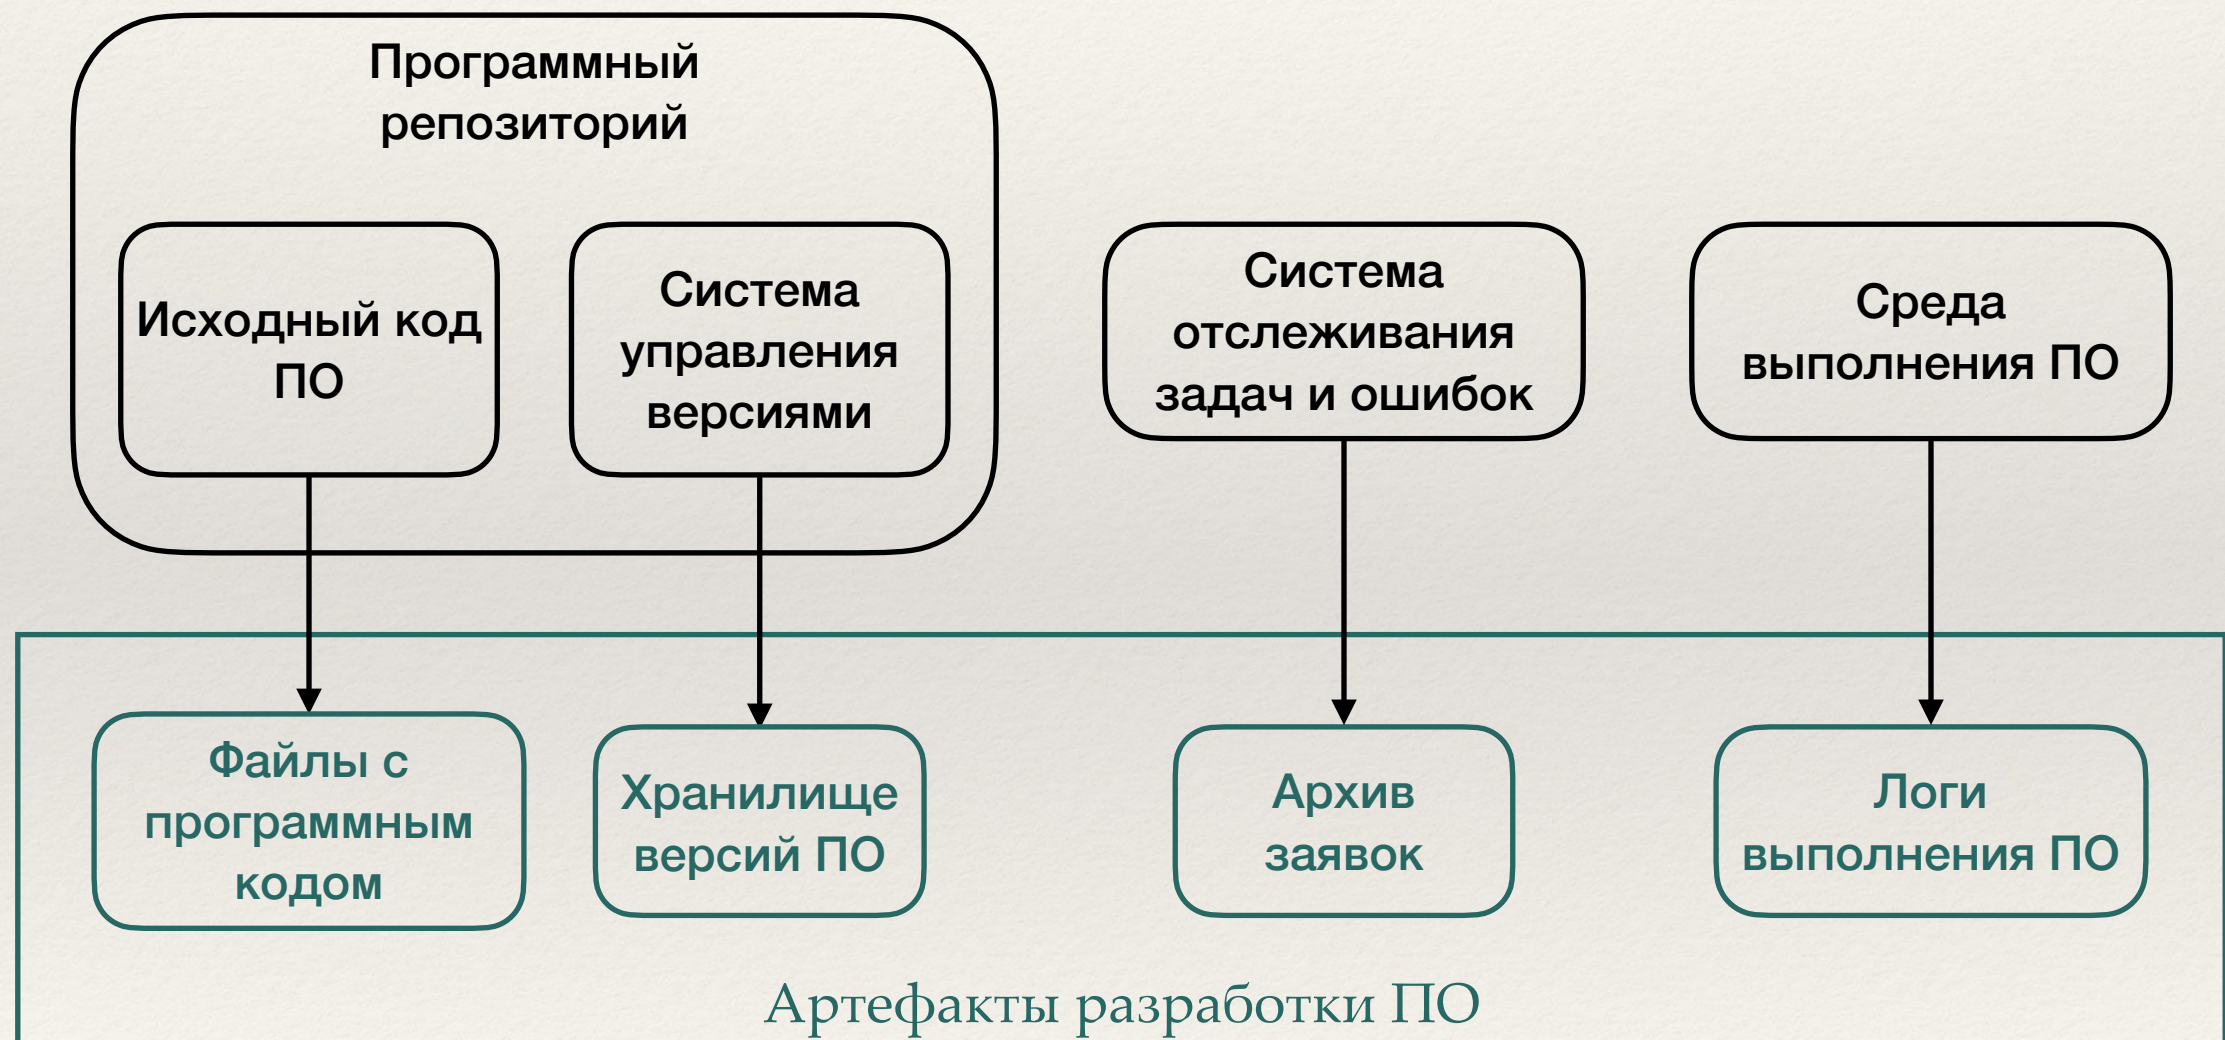 Программный
репозиторий
Исходный код
ПО
Система
управления
версиями
Система
отслеживания
задач и ошибок
Среда
выполнения ПО
Файлы с
программным
кодом
Хранилище
версий ПО
Архив
заявок
Логи
выполнения ПО
Артефакты разработки ПО